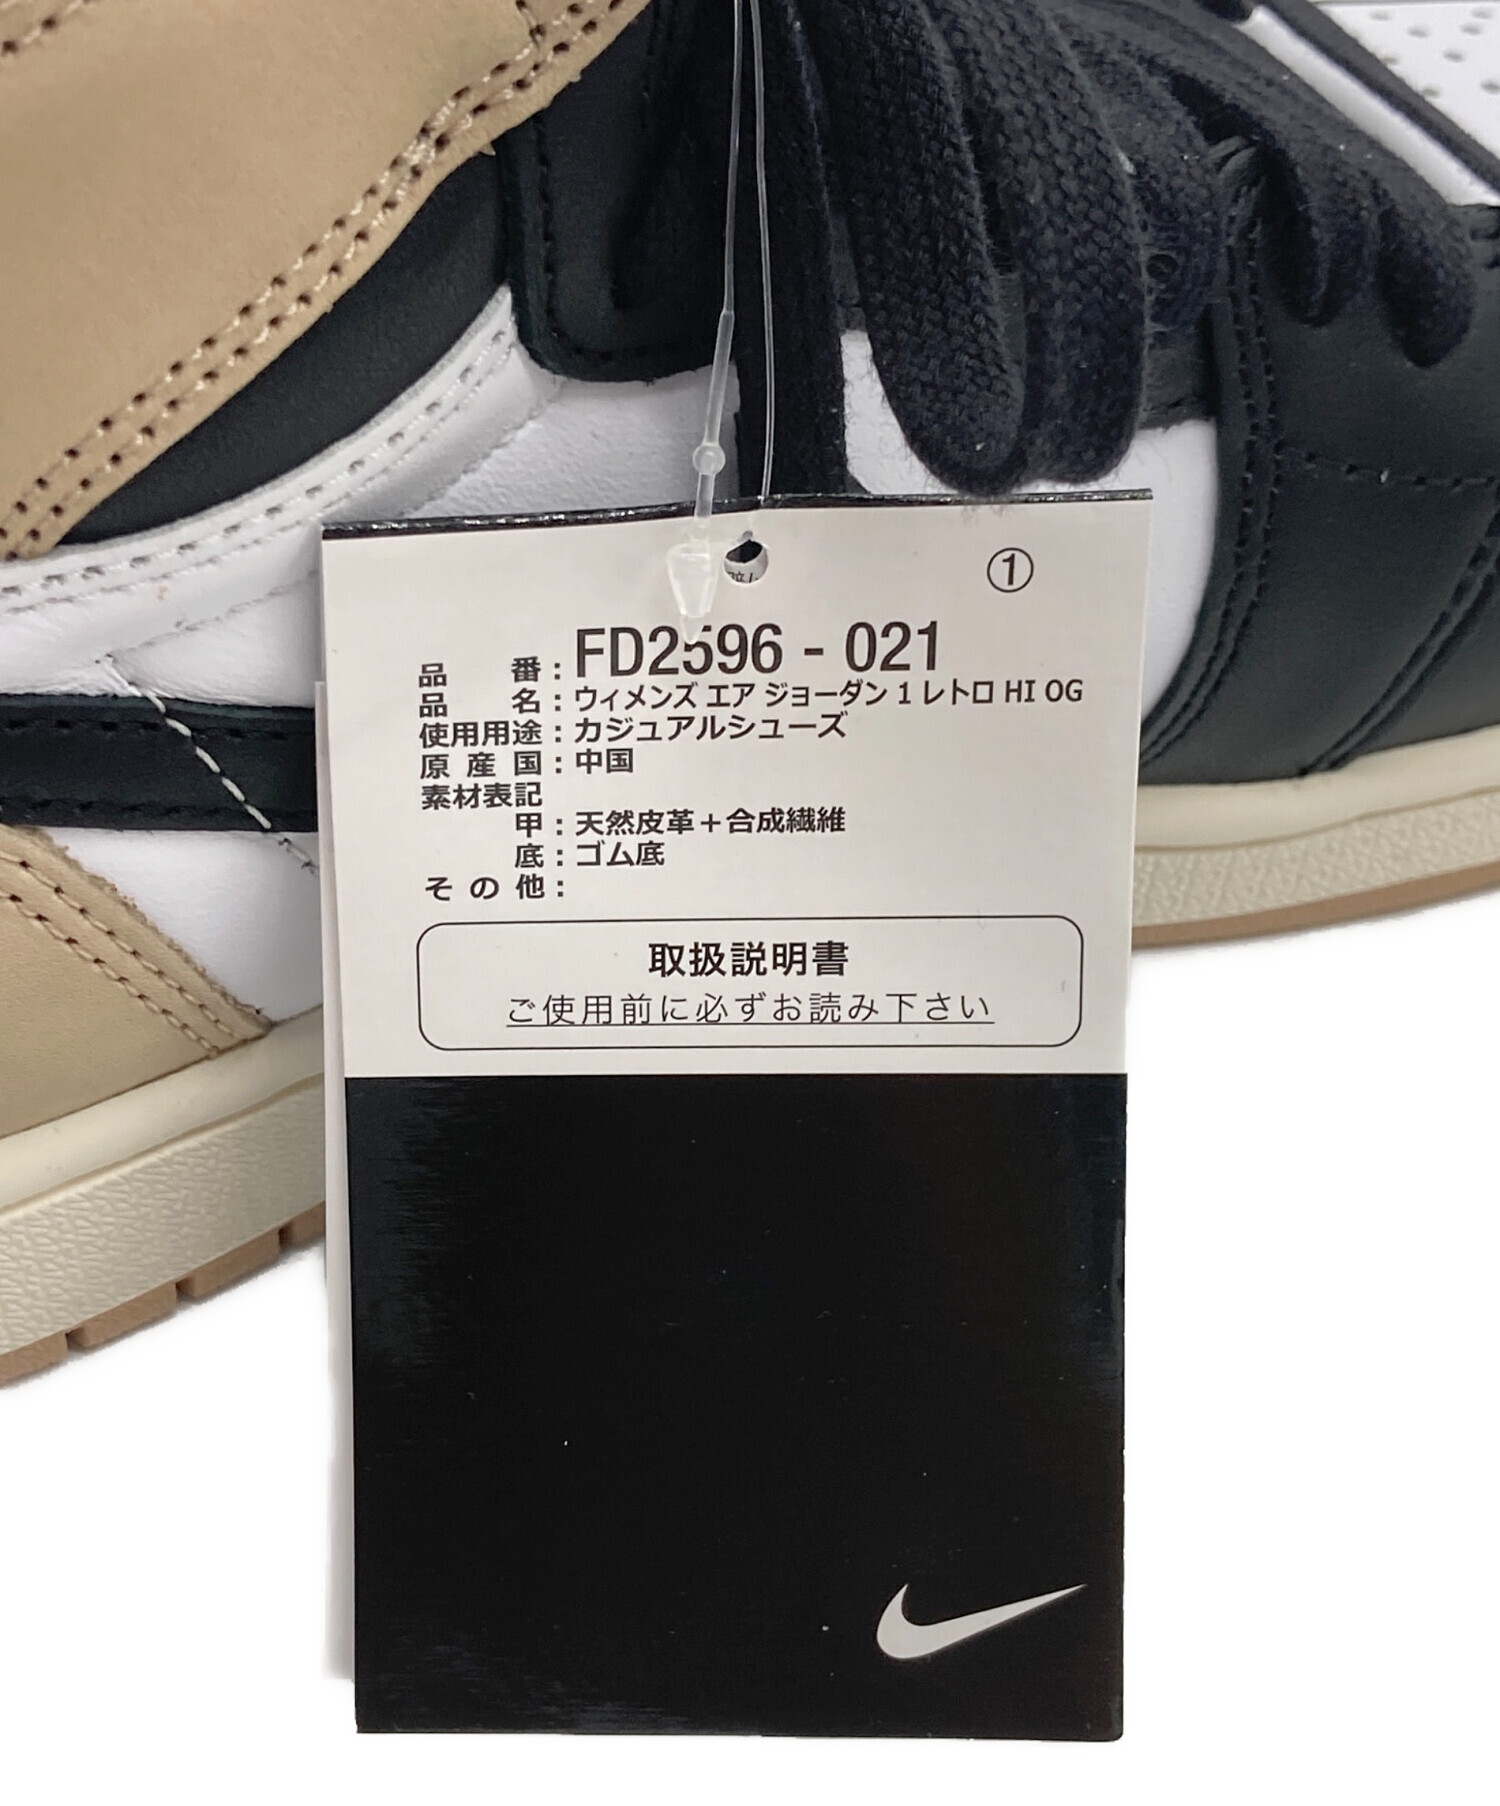 ①
品番：FD2596 - 021
品名：ウィメンズ エア ジョーダン 1 レトロ HI OG
使用用途：カジュアルシューズ
原産国：中国
素材表記
甲：天然皮革＋合成繊維
底：ゴム底
その他：
取扱説明書
ご使用前に必ずお読み下さい